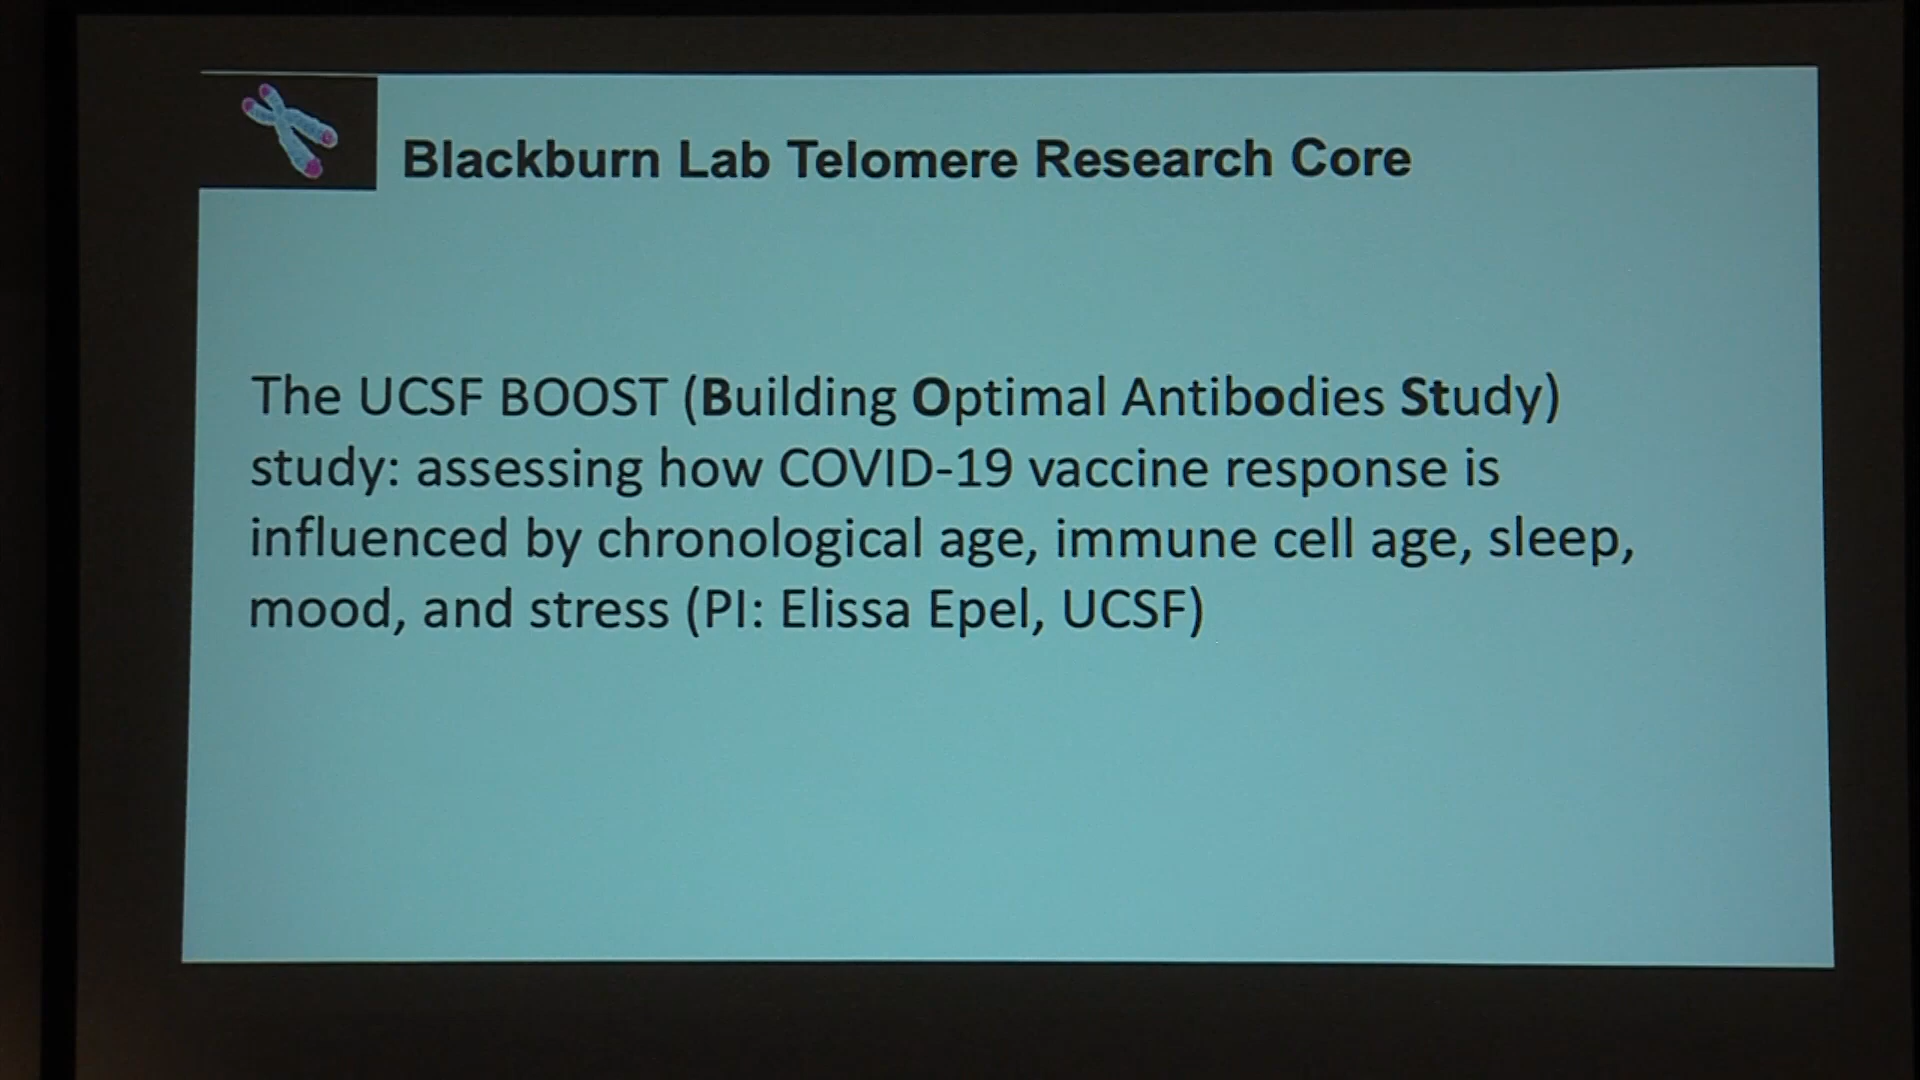 Blackburn Lab Telomere Research Core
The UCSF BOOST (Building Optimal Antibodies Study)
study: assessing how COVID-19 vaccine response is
influenced by chronological age, immune cell age, sleep,
mood, and stress (PI: Elissa Epel, UCSF)